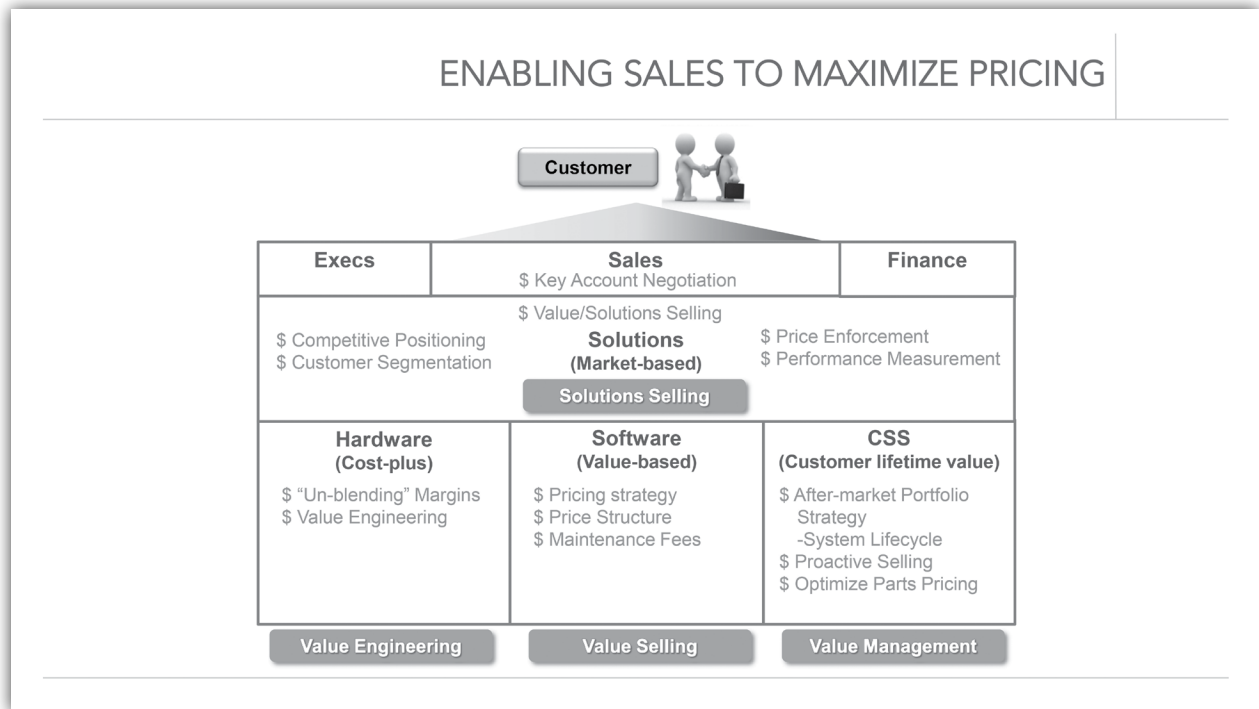 ENABLING SALES TO MAXIMIZE PRICING
Customer
Execs
Sales
$ Key Account Negotiation
Finance
$ Value/Solutions Selling
$ Competitive Positioning
$ Customer Segmentation
Solutions
(Market-based)
Solutions Selling
$ Price Enforcement
$ Performance Measurement
Hardware
(Cost-plus)
$ “Un-blending” Margins
$ Value Engineering
Software
(Value-based)
$ Pricing strategy
$ Price Structure
$ Maintenance Fees
CSS
(Customer lifetime value)
$ After-market Portfolio
Strategy
-System Lifecycle
$ Proactive Selling
$ Optimize Parts Pricing
Value Engineering
Value Selling
Value Management